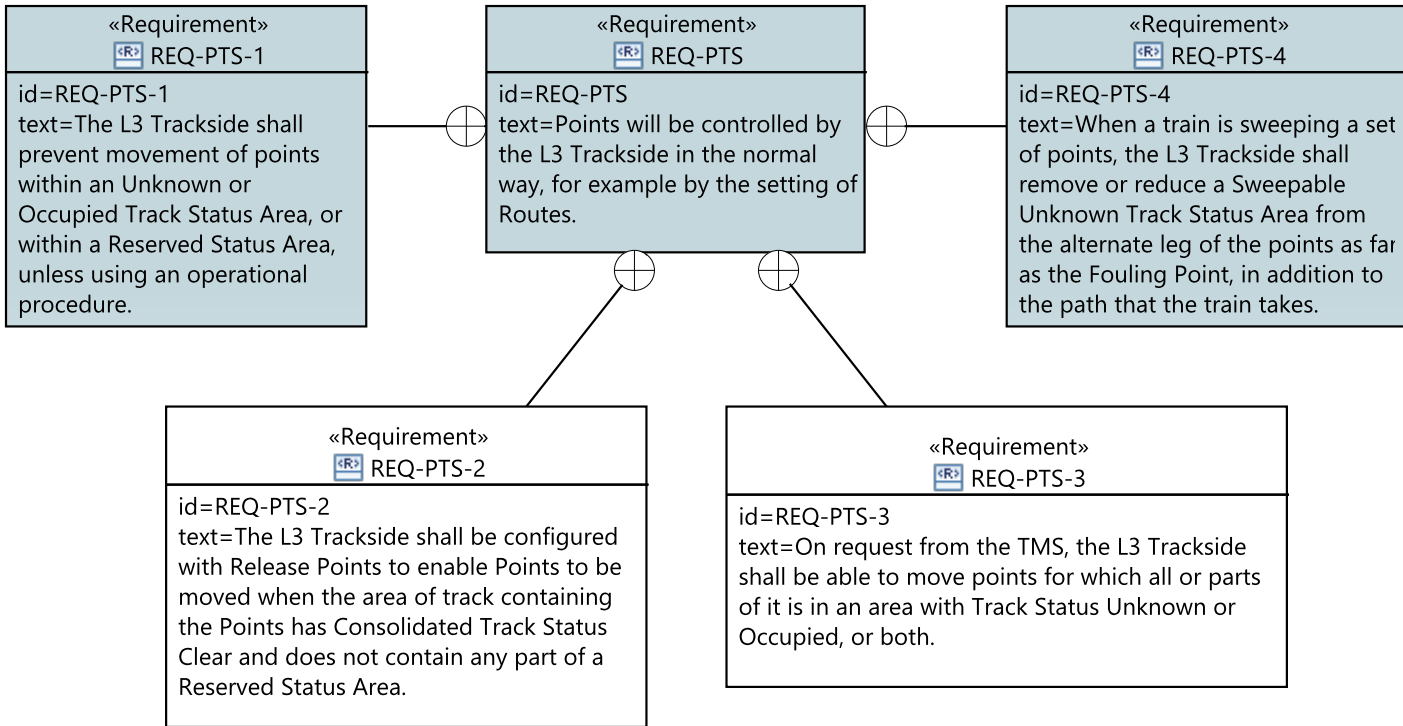 «Requirement»
<R> REQ-PTS-1
id=REQ-PTS-1
text=The L3 Trackside shall
prevent movement of points
within an Unknown or
Occupied Track Status Area, or
within a Reserved Status Area,
unless using an operational
procedure.
«Requirement»
<R> REQ-PTS
id=REQ-PTS
text=Points will be controlled by
the L3 Trackside in the normal
way, for example by the setting of
Routes.
«Requirement»
<R> REQ-PTS-4
id=REQ-PTS-4
text=When a train is sweeping a set
of points, the L3 Trackside shall
remove or reduce a Sweepable
Unknown Track Status Area from
the alternate leg of the points as far
as the Fouling Point, in addition to
the path that the train takes.
«Requirement»
<R> REQ-PTS-2
id=REQ-PTS-2
text=The L3 Trackside shall be configured
with Release Points to enable Points to be
moved when the area of track containing
the Points has Consolidated Track Status
Clear and does not contain any part of a
Reserved Status Area.
«Requirement»
<R> REQ-PTS-3
id=REQ-PTS-3
text=On request from the TMS, the L3 Trackside
shall be able to move points for which all or parts
of it is in an area with Track Status Unknown or
Occupied, or both.